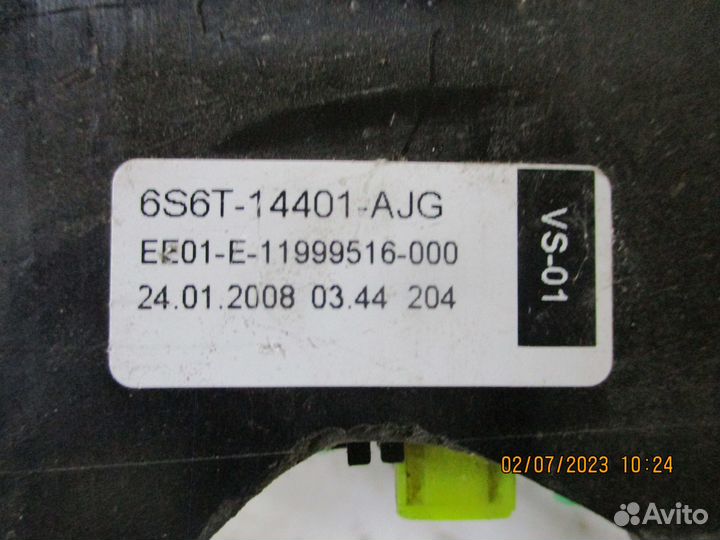 6S6T-14401-AJG
EE01-E-11999516-000
24.01.2008 03.44 204
VS-01
02/07/2023 10:24
Avito